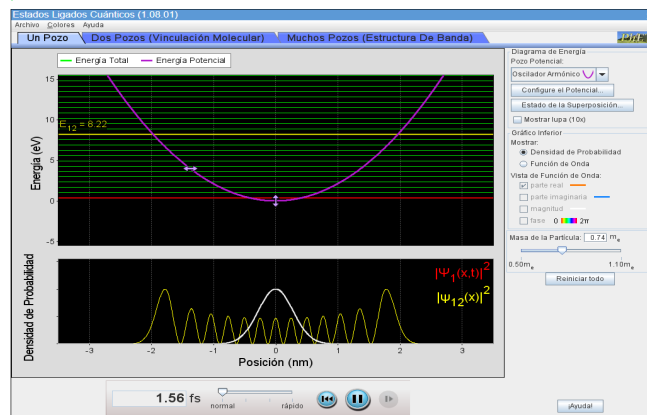 Estados Ligados Cuánticos (1.08.01)
Archivo Colores Ayuda
Un Pozo Dos Pozos (Vinculación Molecular) Muchos Pozos (Estructura De Banda)
Energía Total Energía Potencial
15
10
5
0
-5
Energía (eV)
E12 = 8.22
Densidad de Probabilidad
|Ψ1(x,t)|²
|Ψ12(x)|²
-3 -2 -1 0 1 2 3
Posición (nm)
1.56 fs
normal rápido
Diagrama de Energía
Pozo Potencial:
Oscilador Armónico
Configure el Potencial...
Estado de la Superposición...
Mostrar lupa (10x)
Gráfico Inferior
Mostrar:
Densidad de Probabilidad
Función de Onda
Vista de Función de Onda:
parte real
parte imaginaria
magnitud
fase 0 2π
Masa de la Partícula: 0.74 me
0.50me 1.10me
Reiniciar todo
¡Ayuda!